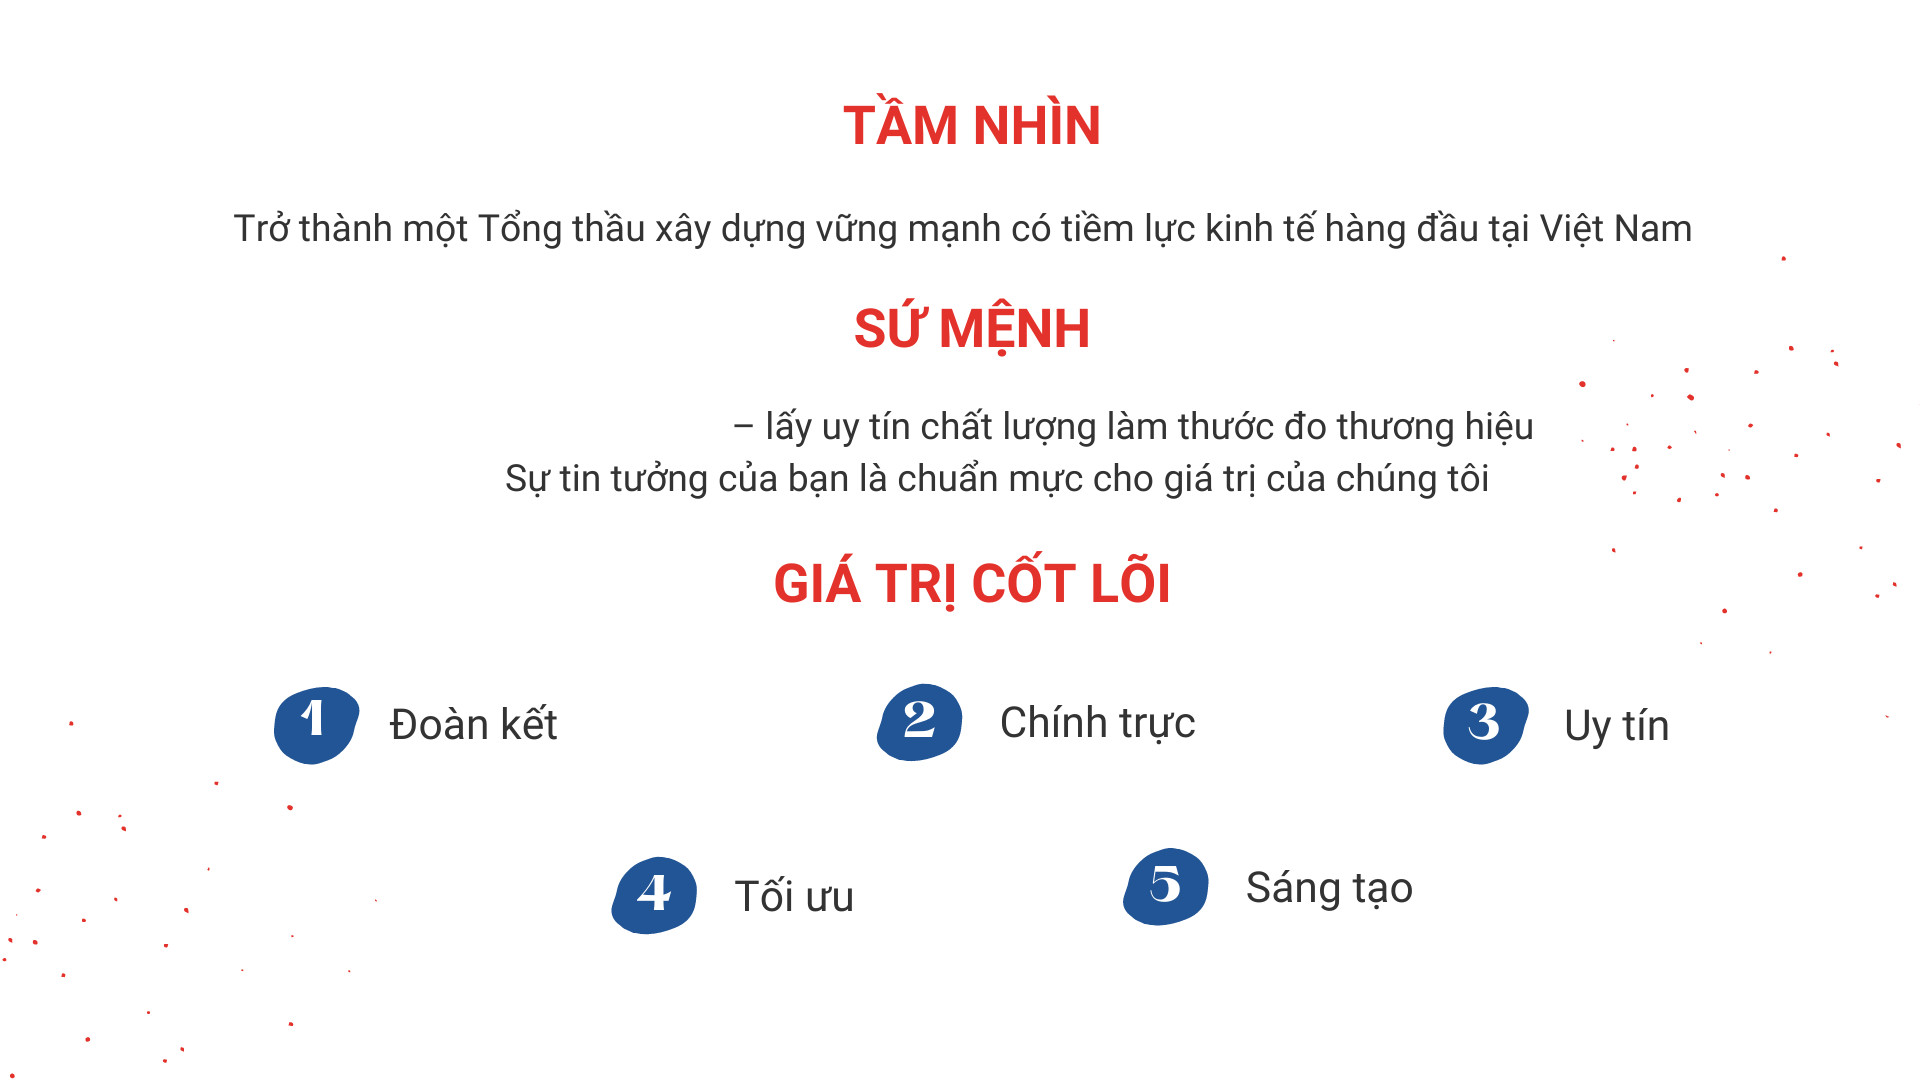 TẦM NHÌN
Trở thành một Tổng thầu xây dựng vững mạnh có tiềm lực kinh tế hàng đầu tại Việt Nam
SỨ MỆNH
– lấy uy tín chất lượng làm thước đo thương hiệu
Sự tin tưởng của bạn là chuẩn mực cho giá trị của chúng tôi
GIÁ TRỊ CỐT LÕI
1 Đoàn kết
2 Chính trực
3 Uy tín
4 Tối ưu
5 Sáng tạo